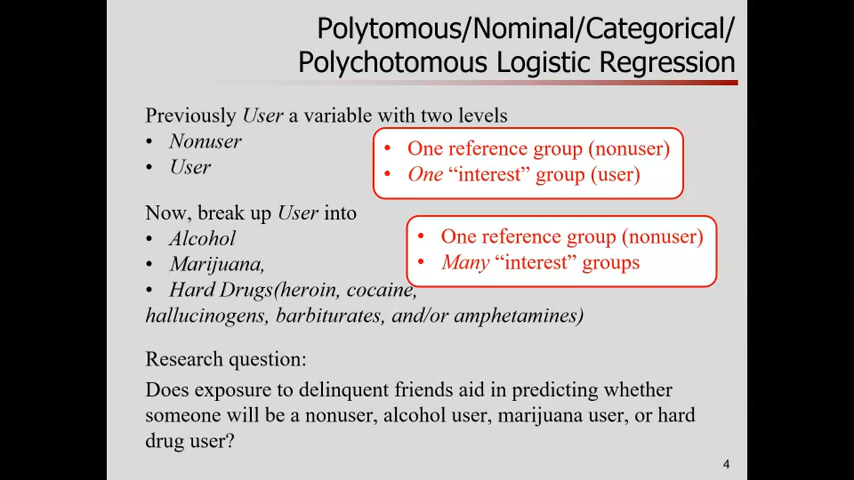 Polytomous/Nominal/Categorical/
Polychotomous Logistic Regression
Previously User a variable with two levels
• Nonuser
• User
• One reference group (nonuser)
• One “interest” group (user)
Now, break up User into
• Alcohol
• Marijuana,
• Hard Drugs(heroin, cocaine,
hallucinogens, barbiturates, and/or amphetamines)
• One reference group (nonuser)
• Many “interest” groups
Research question:
Does exposure to delinquent friends aid in predicting whether
someone will be a nonuser, alcohol user, marijuana user, or hard
drug user?
4